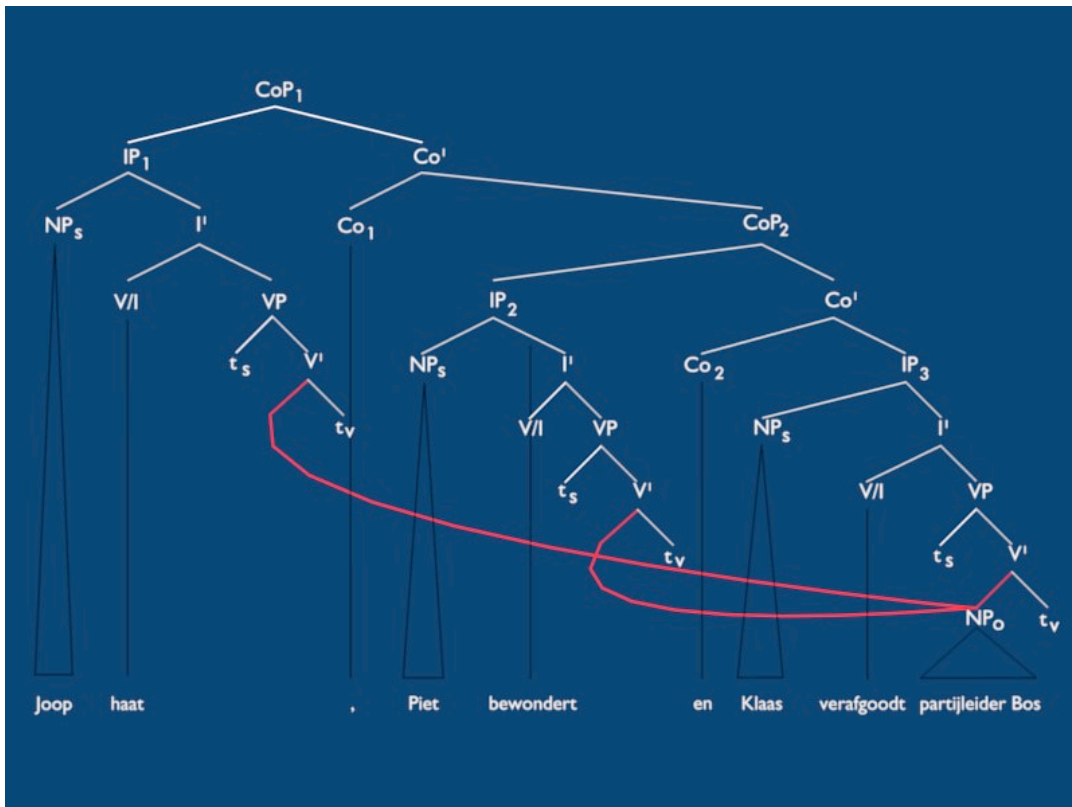 CoP₁
IP₁ Co'
NPₛ I' Co₁ CoP₂
V/I VP IP₂ Co'
tₛ V' NPₛ I' Co₂ IP₃
tᵥ V/I VP NPₛ I'
tₛ V' V/I VP
tᵥ tₛ V'
NPₒ tᵥ
Joop haat , Piet bewondert en Klaas verafgoodt partijleider Bos